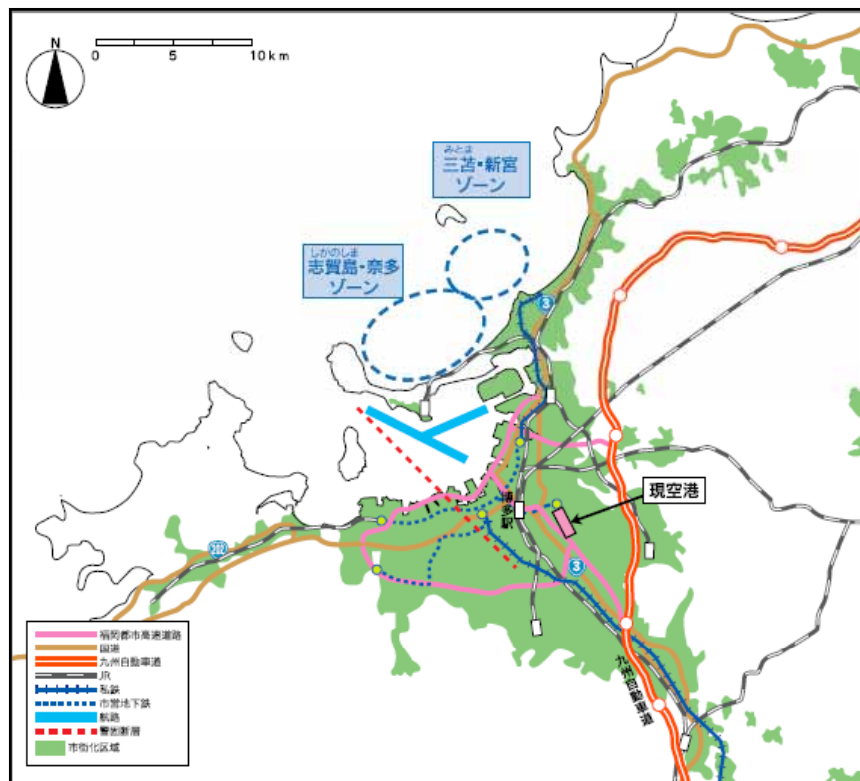 N
0 5 10 km
みとま
三苫・新宮
ゾーン
しかのしま
志賀島・奈多
ゾーン
3
現空港
博多駅
202
3
九州自動車道
福岡都市高速道路
国道
九州自動車道
JR
私鉄
市営地下鉄
航路
警固断層
市街化区域